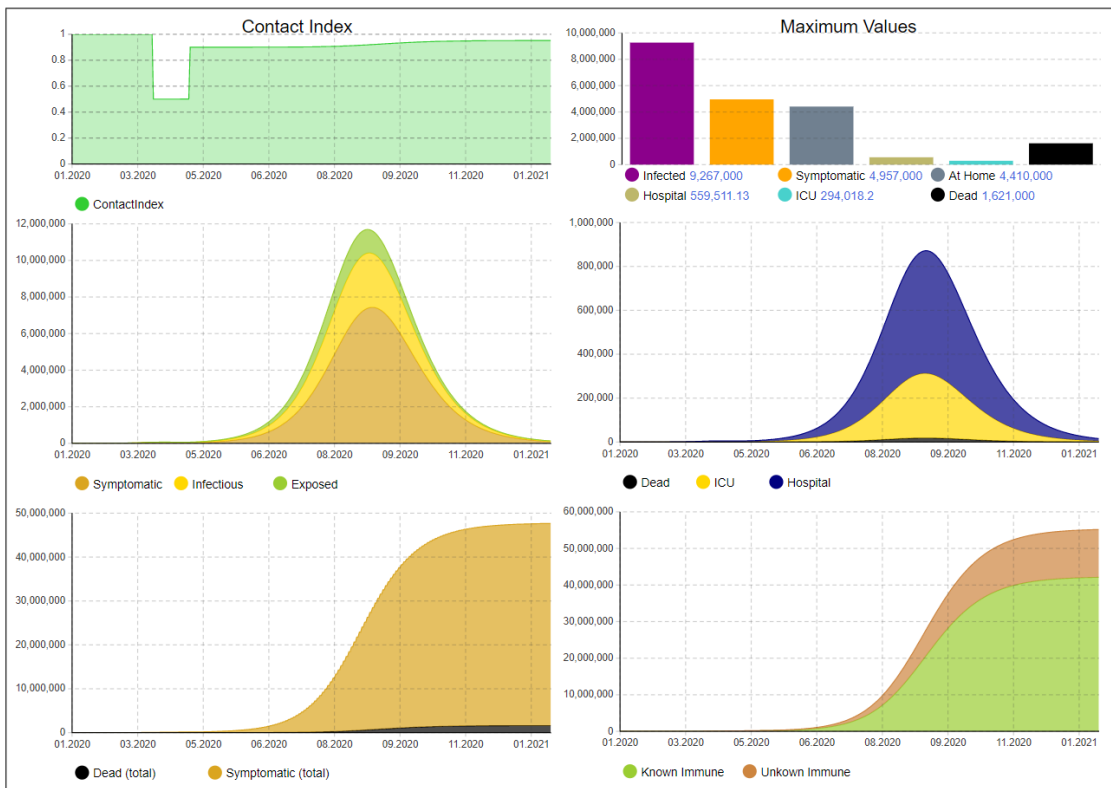 Contact Index
1
0.8
0.6
0.4
0.2
0
01.2020 03.2020 05.2020 06.2020 08.2020 09.2020 11.2020 01.2021
ContactIndex
Maximum Values
10,000,000
8,000,000
6,000,000
4,000,000
2,000,000
0
Infected 9,267,000 Symptomatic 4,957,000 At Home 4,410,000
Hospital 559,511.13 ICU 294,018.2 Dead 1,621,000
12,000,000
10,000,000
8,000,000
6,000,000
4,000,000
2,000,000
0
01.2020 03.2020 05.2020 06.2020 08.2020 09.2020 11.2020 01.2021
Symptomatic Infectious Exposed
1,000,000
800,000
600,000
400,000
200,000
0
01.2020 03.2020 05.2020 06.2020 08.2020 09.2020 11.2020 01.2021
Dead ICU Hospital
50,000,000
40,000,000
30,000,000
20,000,000
10,000,000
0
01.2020 03.2020 05.2020 06.2020 08.2020 09.2020 11.2020 01.2021
Dead (total) Symptomatic (total)
60,000,000
50,000,000
40,000,000
30,000,000
20,000,000
10,000,000
0
01.2020 03.2020 05.2020 06.2020 08.2020 09.2020 11.2020 01.2021
Known Immune Unkown Immune